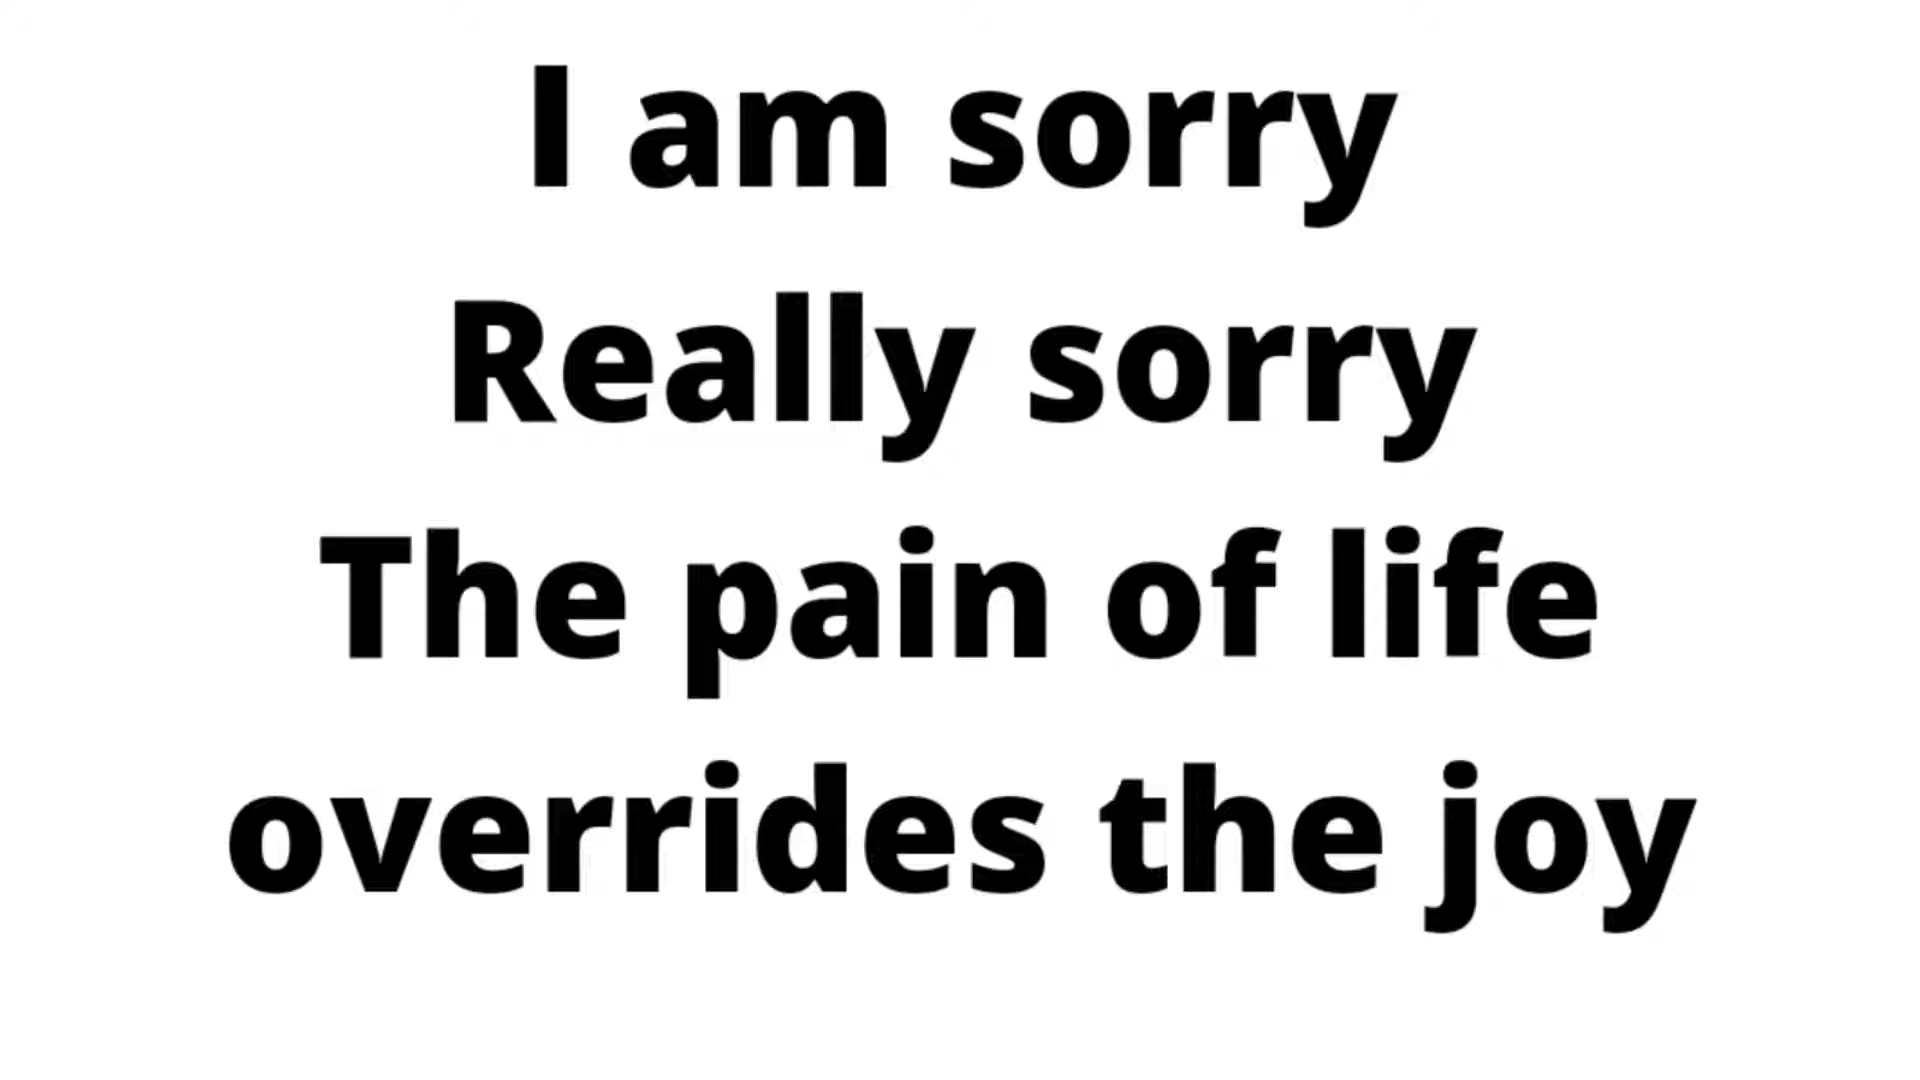 I am sorry
Really sorry
The pain of life
overrides the joy